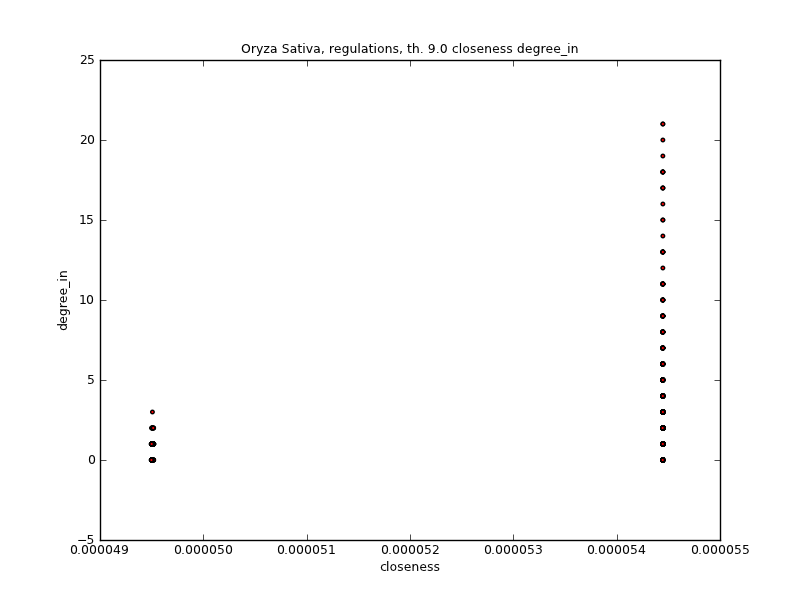 Oryza Sativa, regulations, th. 9.0 closeness degree_in
25
20
15
10
5
0
−5
degree_in
0.000049 0.000050 0.000051 0.000052 0.000053 0.000054 0.000055
closeness